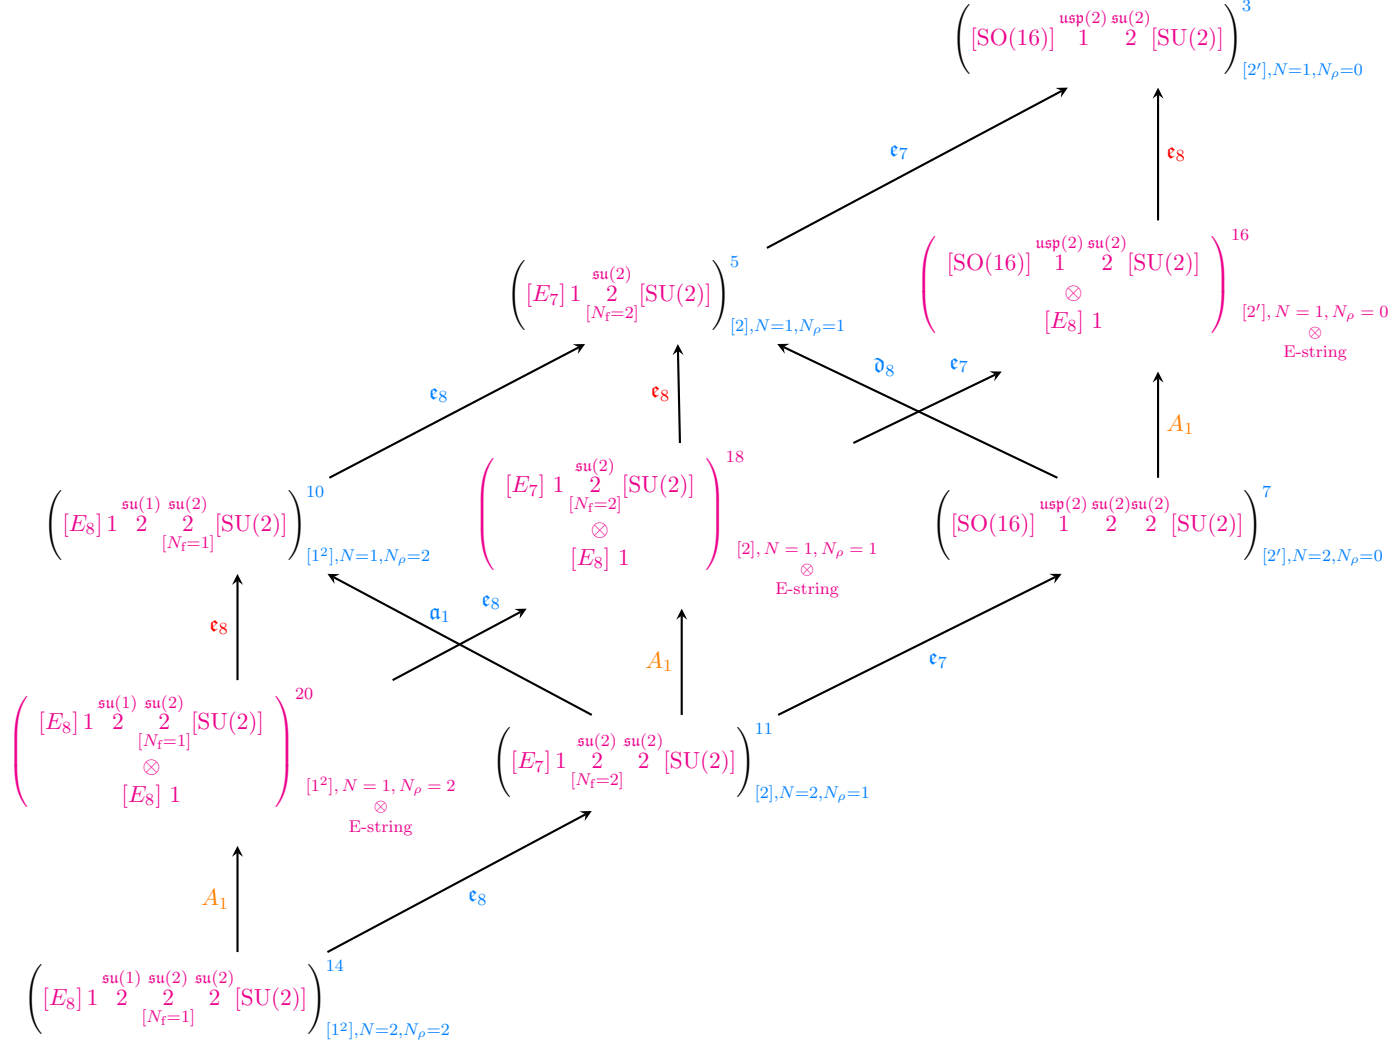 usp(2) su(2) 3
([SO(16)] 1 2 [SU(2)])
[2′],N=1,Nρ=0
𝔢7
𝔢8
16
usp(2) su(2)
[SO(16)] 1 2 [SU(2)]
⊗
[E8] 1
[2′], N = 1, Nρ = 0
⊗
E-string
5
su(2)
([E7] 1 2 [SU(2)])
[Nf=2]
[2],N=1,Nρ=1
𝔢8
𝔢8
𝔡8
𝔢7
A1
18
su(2)
[E7] 1 2 [SU(2)]
[Nf=2]
⊗
[E8] 1
[2], N = 1, Nρ = 1
⊗
E-string
10
su(1) su(2)
([E8] 1 2 2 [SU(2)])
[Nf=1]
[1²],N=1,Nρ=2
7
usp(2) su(2)su(2)
([SO(16)] 1 2 2 [SU(2)])
[2′],N=2,Nρ=0
𝔢8
𝔞1
𝔢8
A1
𝔢7
20
su(1) su(2)
[E8] 1 2 2 [SU(2)]
[Nf=1]
⊗
[E8] 1
[1²], N = 1, Nρ = 2
⊗
E-string
11
su(2) su(2)
([E7] 1 2 2 [SU(2)])
[Nf=2]
[2],N=2,Nρ=1
A1
𝔢8
14
su(1) su(2) su(2)
([E8] 1 2 2 2 [SU(2)])
[Nf=1]
[1²],N=2,Nρ=2